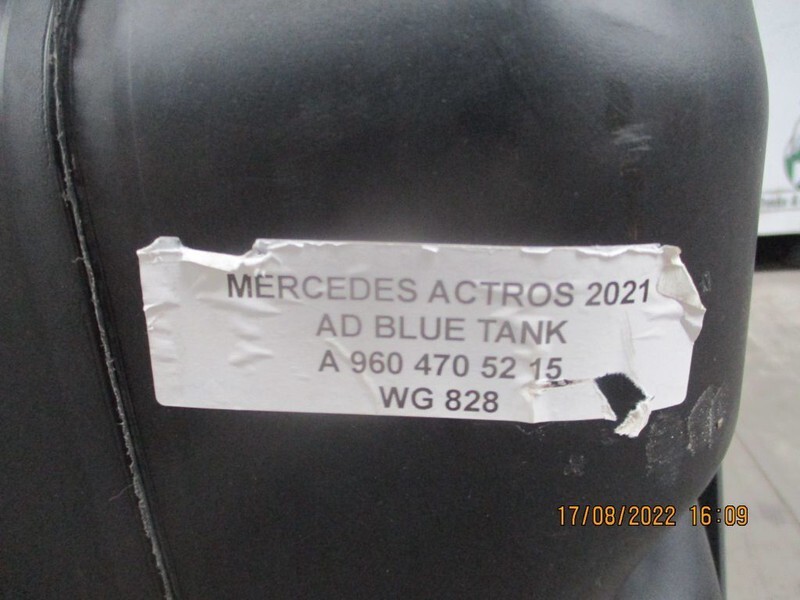 MERCEDES ACTROS 2021
AD BLUE TANK
A 960 470 52 15
WG 828
17/08/2022 16:09